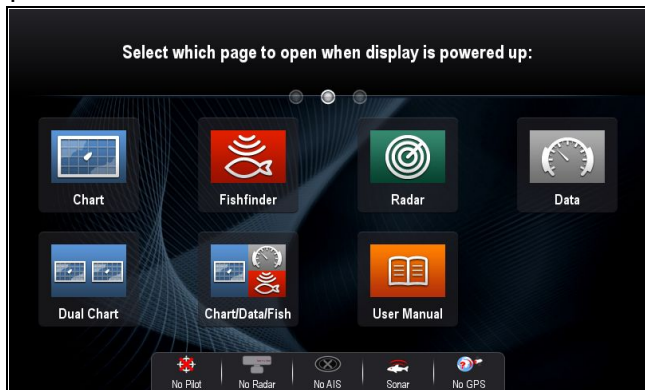 Select which page to open when display is powered up:
Chart
Fishfinder
Radar
Data
Dual Chart
Chart/Data/Fish
User Manual
No Pilot
No Radar
No AIS
Sonar
No GPS